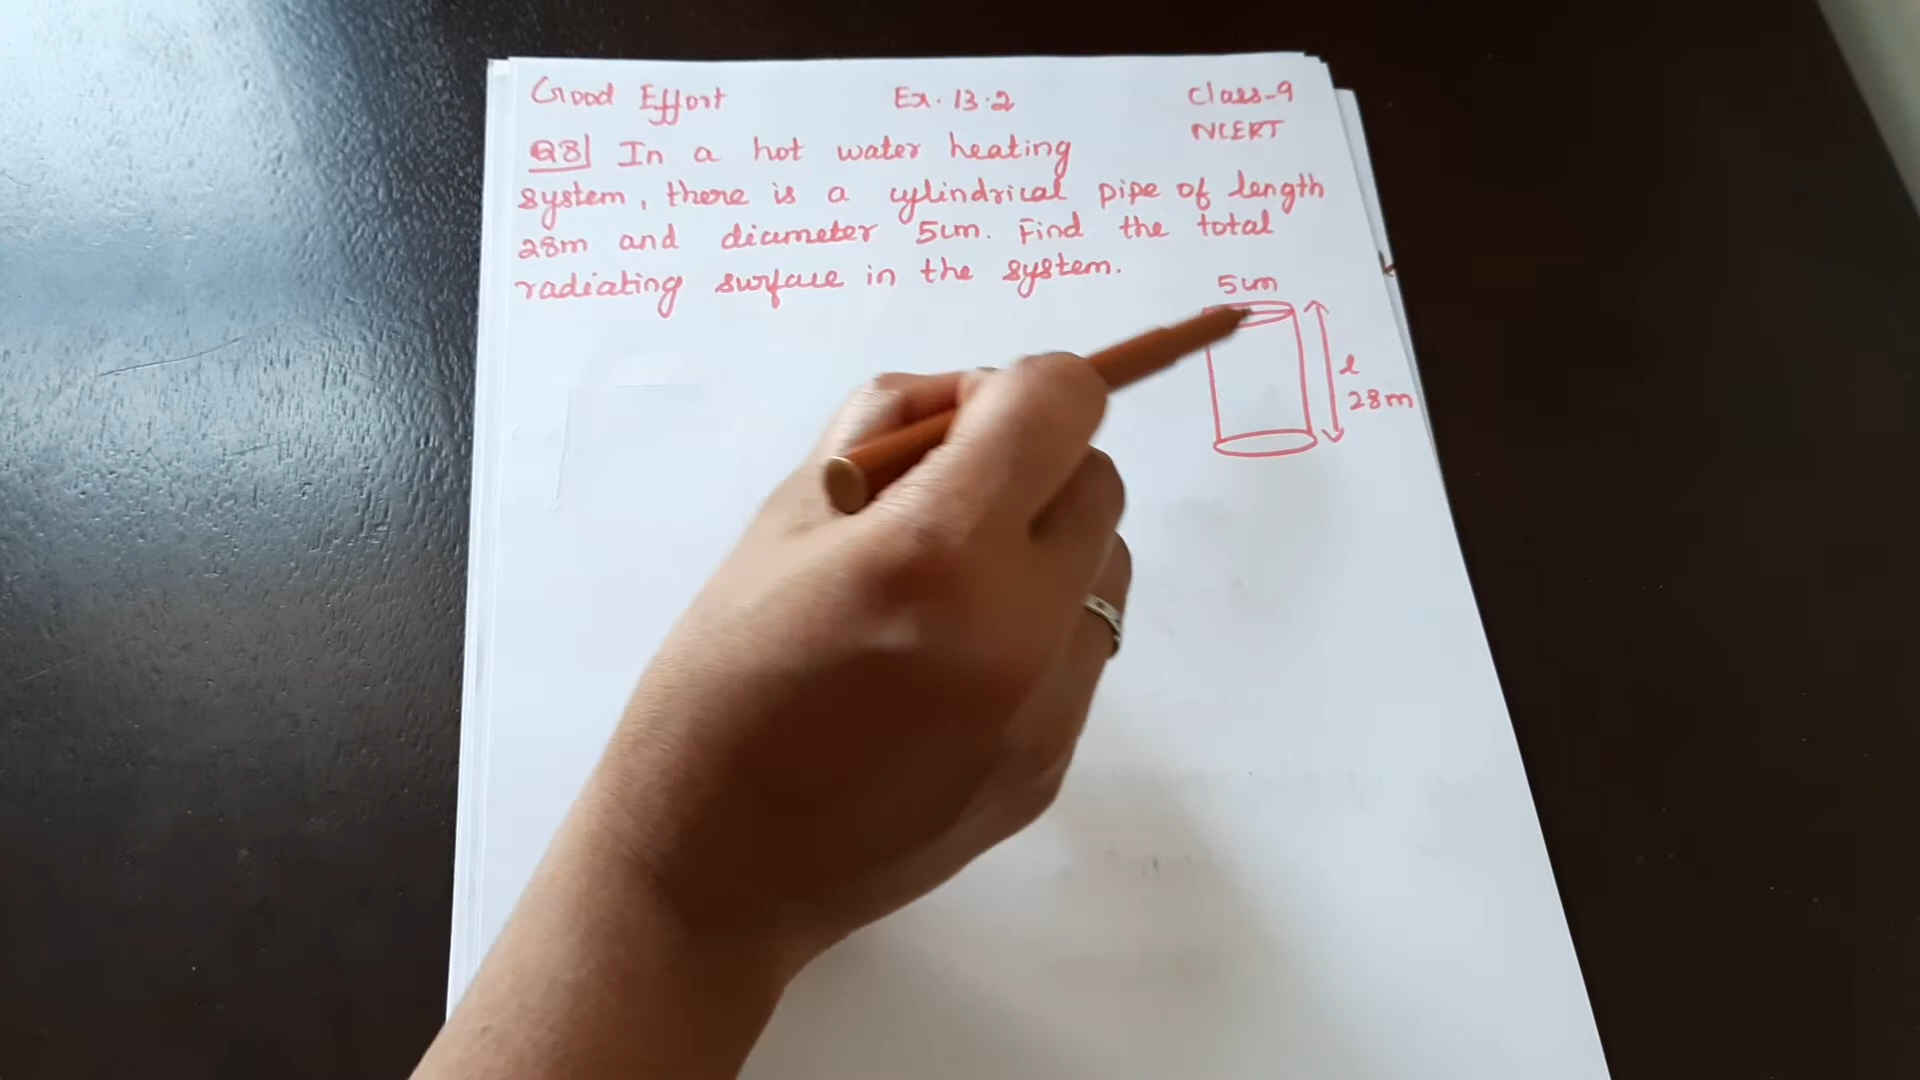 Good Effort Ex. 13.2 Class-9
NCERT
Q8] In a hot water heating
system, there is a cylindrical pipe of length
28m and diameter 5cm. Find the total
radiating surface in the system.
5cm
l
28m